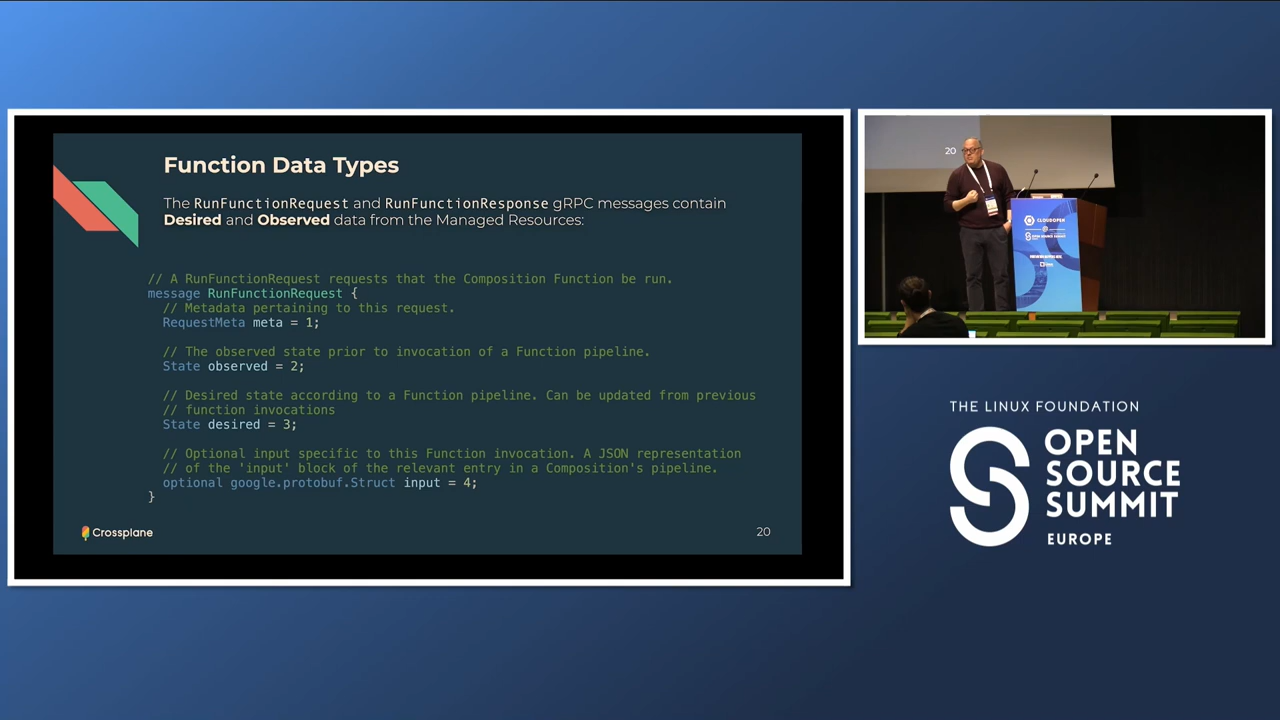 Function Data Types
The RunFunctionRequest and RunFunctionResponse gRPC messages contain
Desired and Observed data from the Managed Resources:
// A RunFunctionRequest requests that the Composition Function be run.
message RunFunctionRequest {
// Metadata pertaining to this request.
RequestMeta meta = 1;
// The observed state prior to invocation of a Function pipeline.
State observed = 2;
// Desired state according to a Function pipeline. Can be updated from previous
// function invocations
State desired = 3;
// Optional input specific to this Function invocation. A JSON representation
// of the 'input' block of the relevant entry in a Composition's pipeline.
optional google.protobuf.Struct input = 4;
}
Crossplane
20
20
CLOUDOPEN
OPEN SOURCE SUMMIT
THE LINUX FOUNDATION
OPEN
SOURCE
SUMMIT
EUROPE